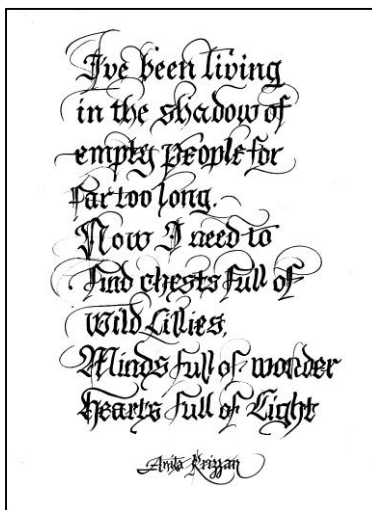 I've been living
in the shadow of
empty people for
far too long.
Now I need to
find chests full of
Wild Lillies,
Minds full of wonder
Hearts full of Light
Anita Krizzan